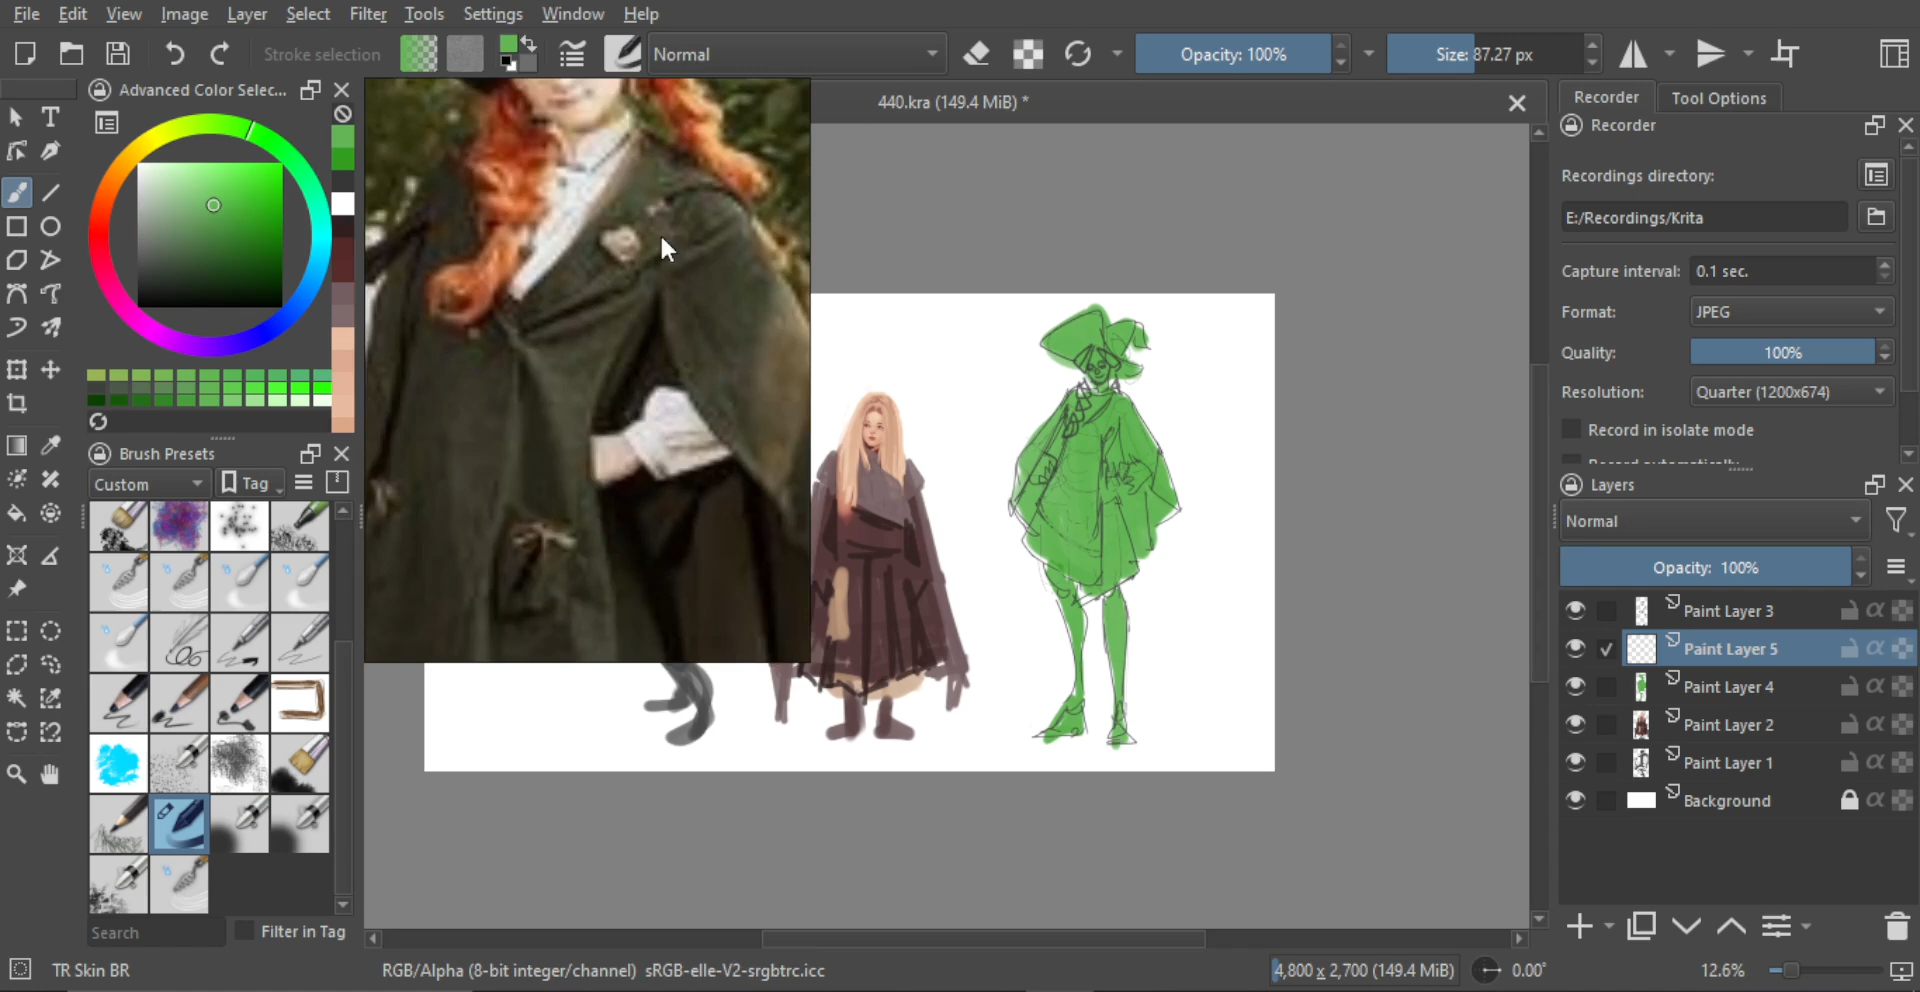 File Edit View Image Layer Select Filter Tools Settings Window Help
Stroke selection
Normal
Opacity: 100%
Size: 87.27 px
Advanced Color Selec...
440.kra (149.4 MiB) *
Recorder
Tool Options
Recorder
Recordings directory:
E:/Recordings/Krita
Capture interval: 0.1 sec.
Format: JPEG
Quality: 100%
Resolution: Quarter (1200x674)
Record in isolate mode
Record automatically
Layers
Normal
Opacity: 100%
Paint Layer 3
Paint Layer 5
Paint Layer 4
Paint Layer 2
Paint Layer 1
Background
Brush Presets
Custom
Tag
Search
Filter in Tag
TR Skin BR
RGB/Alpha (8-bit integer/channel) sRGB-elle-V2-srgbtrc.icc
4,800 x 2,700 (149.4 MiB)
0.00°
12.6%